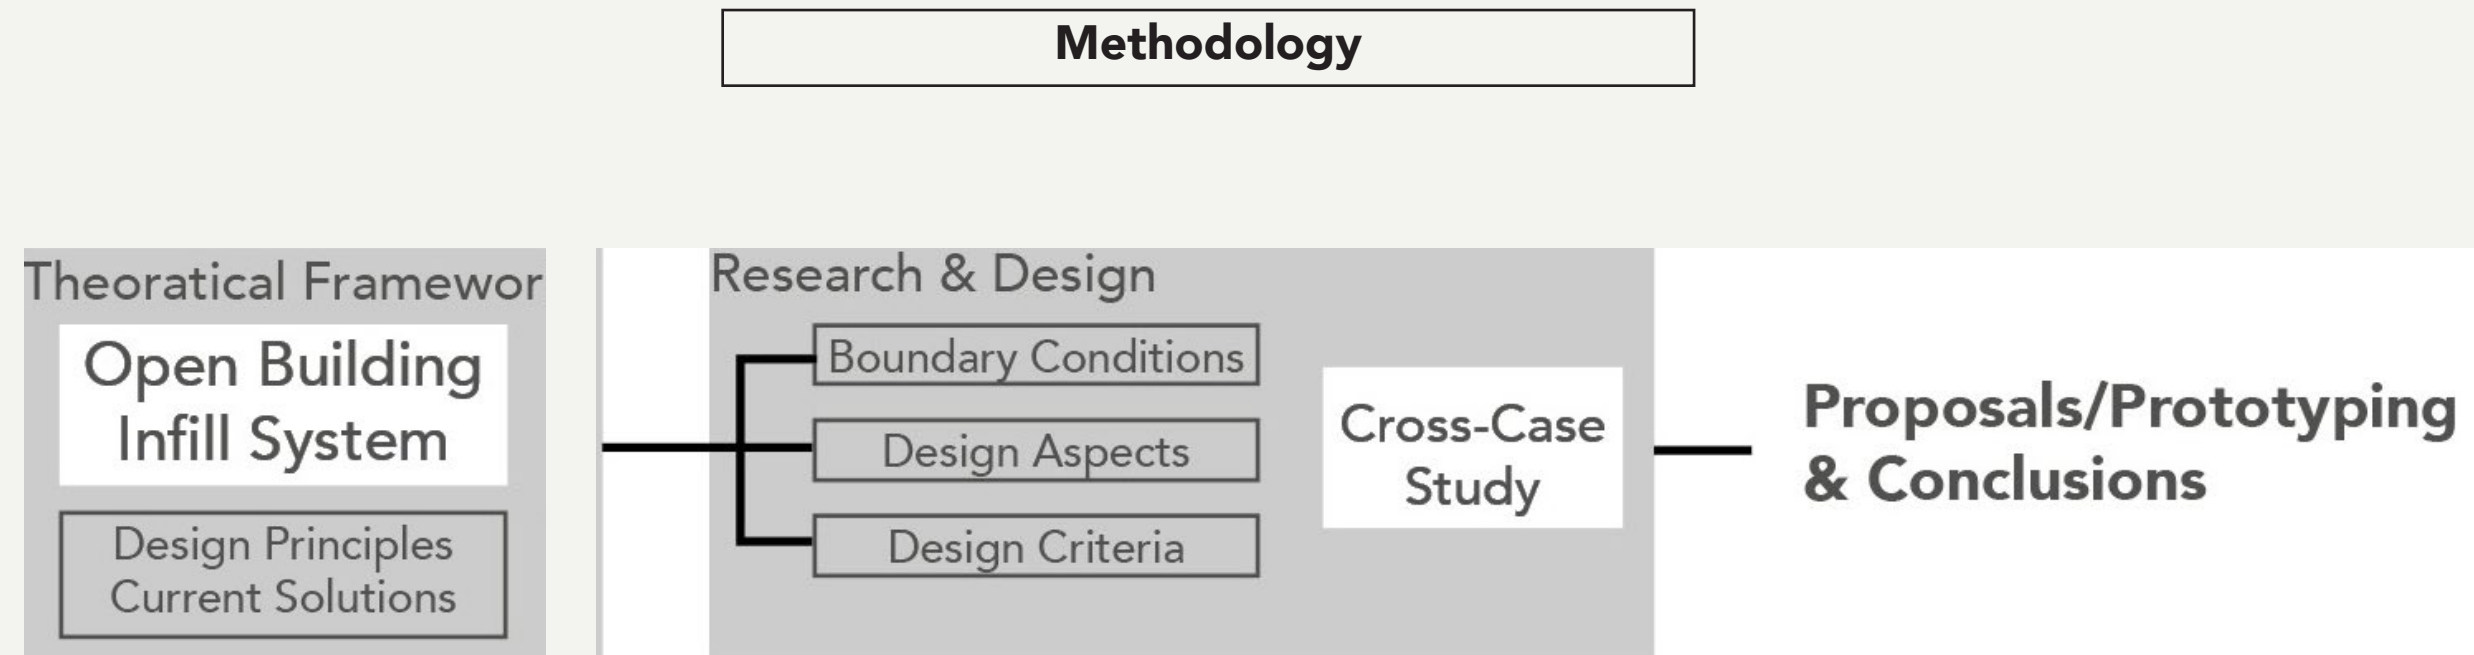 Methodology
Theoratical Framewor
Open Building
Infill System
Design Principles
Current Solutions
Research & Design
Boundary Conditions
Design Aspects
Design Criteria
Cross-Case
Study
Proposals/Prototyping
& Conclusions